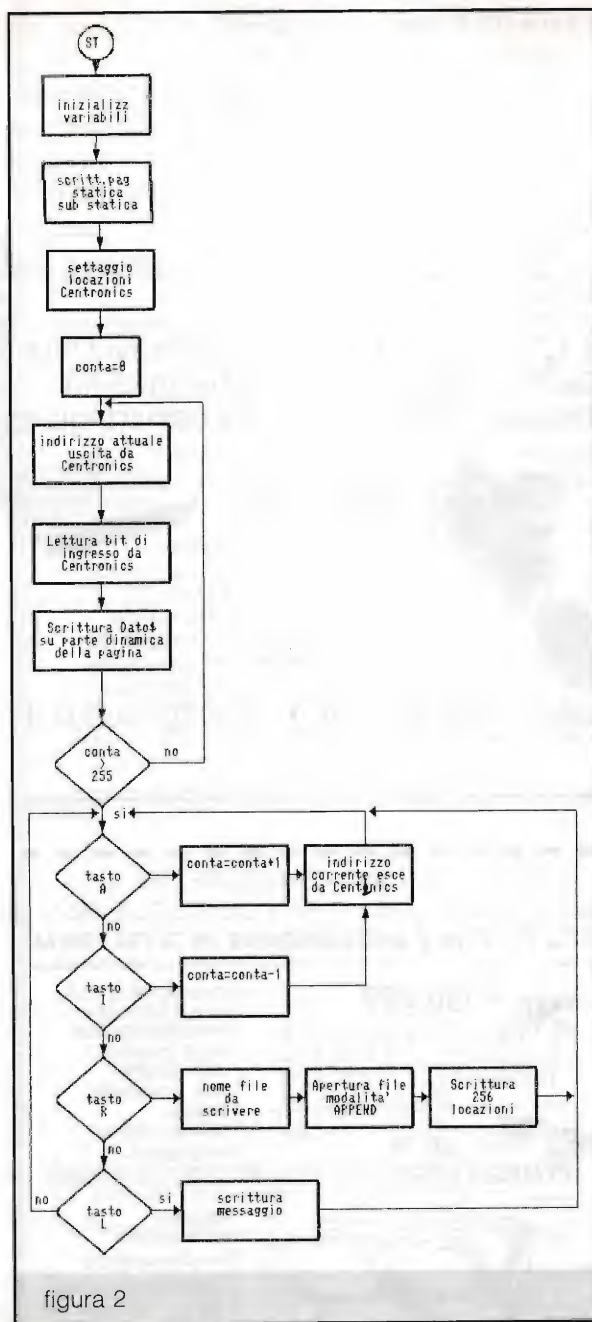 ST
inizializz
variabili
scritt.pag
statica
sub statica
settaggio
locazioni
Centronics
conta=0
indirizzo attuale
uscita da
Centronics
Lettura bit di
ingresso da
Centronics
Scrittura Dato$
su parte dinamica
della pagina
conta
>
255
no
si
tasto
A
conta=conta+1
indirizzo
corrente esce
da Centonics
no
tasto
I
conta=conta-1
no
tasto
R
nome file
da
scrivere
Apertura file
modalita'
APPEND
Scrittura
256
locazioni
no
no
tasto
L
si
scrittura
messaggio
figura 2